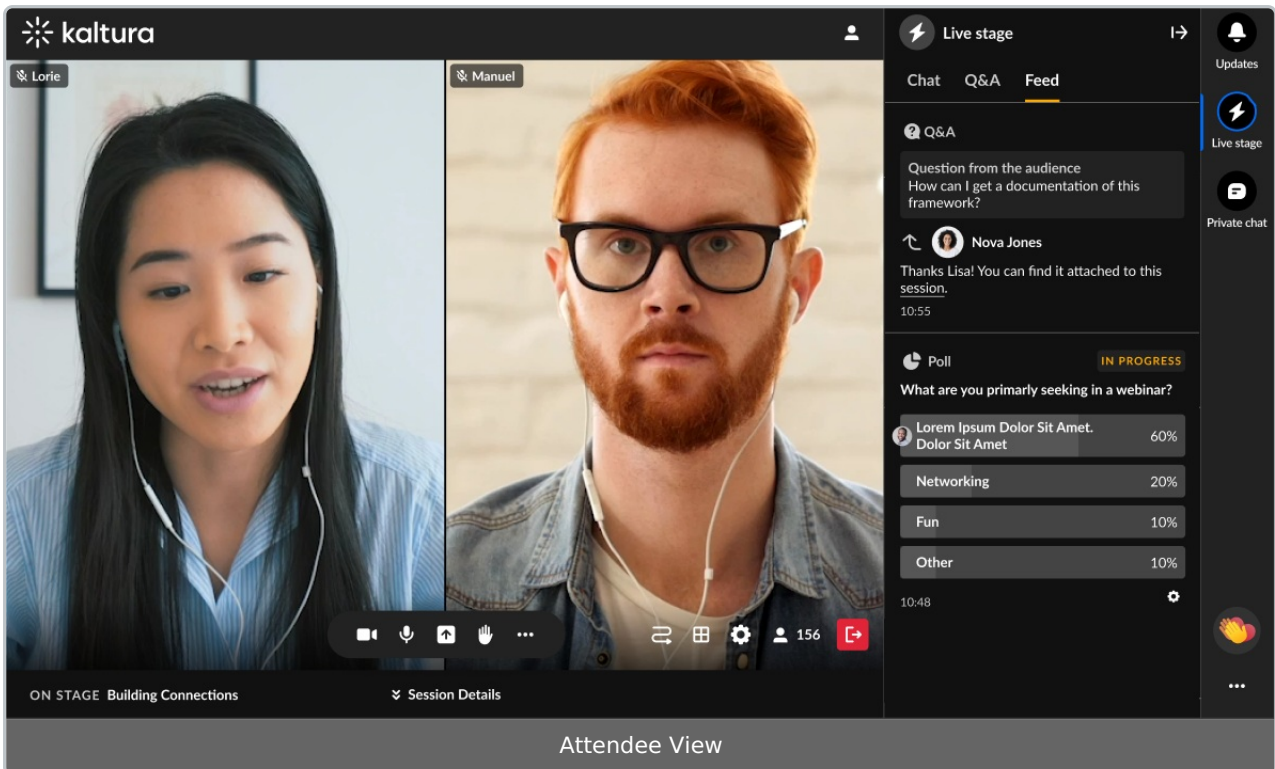 kaltura
Lorie
Manuel
156
ON STAGE Building Connections
Session Details
Live stage
Chat Q&A Feed
Q&A
Question from the audience
How can I get a documentation of this
framework?
Nova Jones
Thanks Lisa! You can find it attached to this
session.
10:55
Poll IN PROGRESS
What are you primarly seeking in a webinar?
Lorem Ipsum Dolor Sit Amet.
Dolor Sit Amet 60%
Networking 20%
Fun 10%
Other 10%
10:48
Updates
Live stage
Private chat
Attendee View